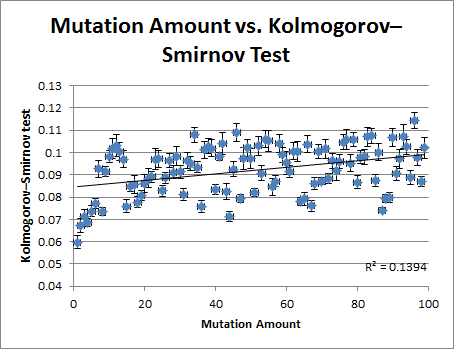 Mutation Amount vs. Kolmogorov–
Smirnov Test
Kolmogorov–Smirnov test
0.13
0.12
0.11
0.1
0.09
0.08
0.07
0.06
0.05
0.04
R² = 0.1394
0 20 40 60 80 100
Mutation Amount